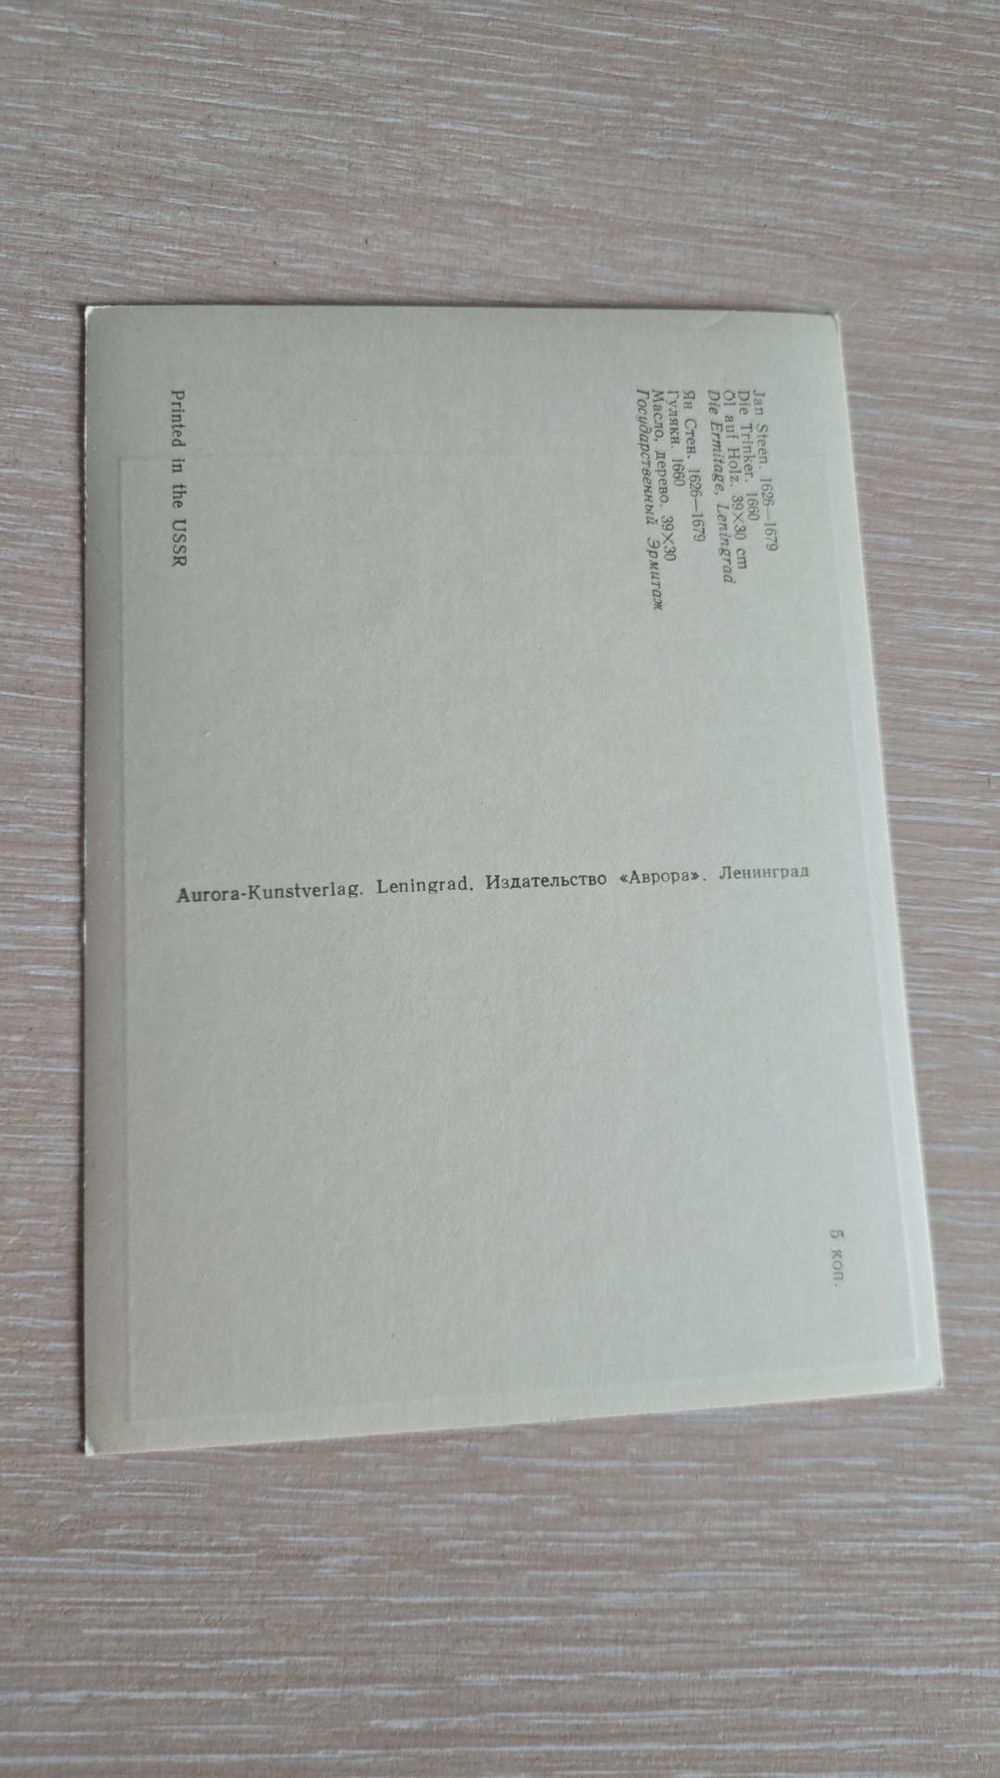 Jan Steen. 1626—1679
Die Trinker. 1660
Öl auf Holz. 39×30 cm
Die Ermitage, Leningrad
Ян Стен. 1626—1679
Гуляки. 1660
Масло, дерево. 39×30
Государственный Эрмитаж
Printed in the USSR
Aurora-Kunstverlag. Leningrad. Издательство «Аврора». Ленинград
5 коп.